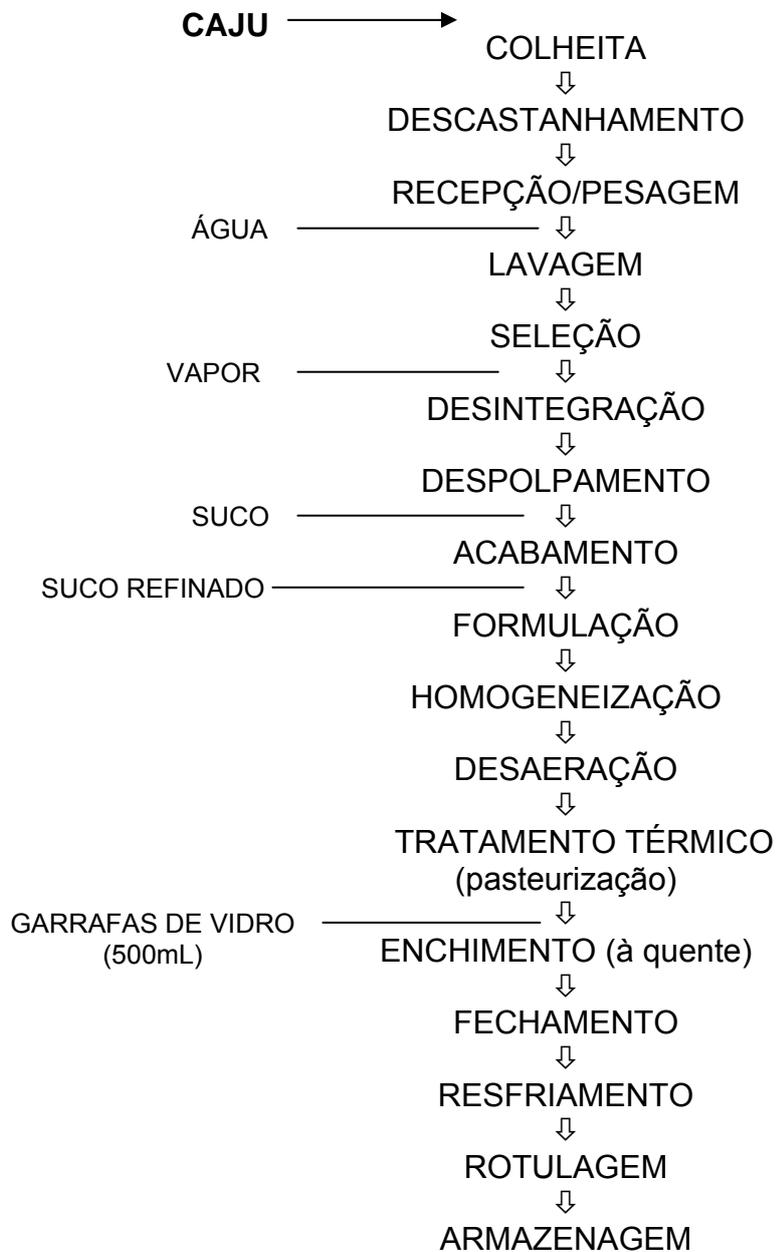 CAJU
COLHEITA
DESCASTANHAMENTO
RECEPÇÃO/PESAGEM
ÁGUA
LAVAGEM
SELEÇÃO
VAPOR
DESINTEGRAÇÃO
DESPOLPAMENTO
SUCO
ACABAMENTO
SUCO REFINADO
FORMULAÇÃO
HOMOGENEIZAÇÃO
DESAERAÇÃO
TRATAMENTO TÉRMICO
(pasteurização)
GARRAFAS DE VIDRO
(500mL)
ENCHIMENTO (à quente)
FECHAMENTO
RESFRIAMENTO
ROTULAGEM
ARMAZENAGEM